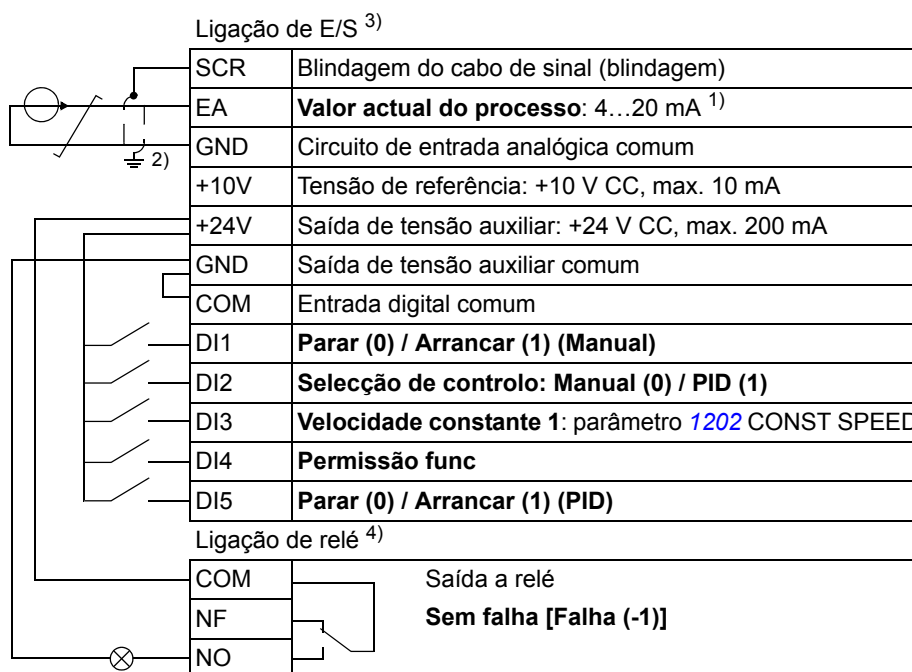 Ligação de E/S 3)
SCR Blindagem do cabo de sinal (blindagem)
EA Valor actual do processo: 4…20 mA 1)
GND Circuito de entrada analógica comum
2)
+10V Tensão de referência: +10 V CC, max. 10 mA
+24V Saída de tensão auxiliar: +24 V CC, max. 200 mA
GND Saída de tensão auxiliar comum
COM Entrada digital comum
DI1 Parar (0) / Arrancar (1) (Manual)
DI2 Selecção de controlo: Manual (0) / PID (1)
DI3 Velocidade constante 1: parâmetro 1202 CONST SPEED
DI4 Permissão func
DI5 Parar (0) / Arrancar (1) (PID)
Ligação de relé 4)
COM Saída a relé
NF Sem falha [Falha (-1)]
NO